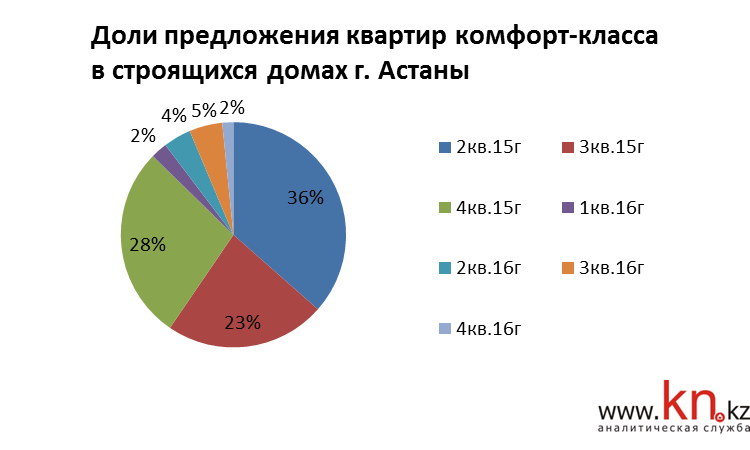 Доли предложения квартир комфорт-класса
в строящихся домах г. Астаны
4% 5% 2%
2%
36%
28%
23%
2кв.15г 3кв.15г
4кв.15г 1кв.16г
2кв.16г 3кв.16г
4кв.16г
www.kn.kz
аналитическая служба